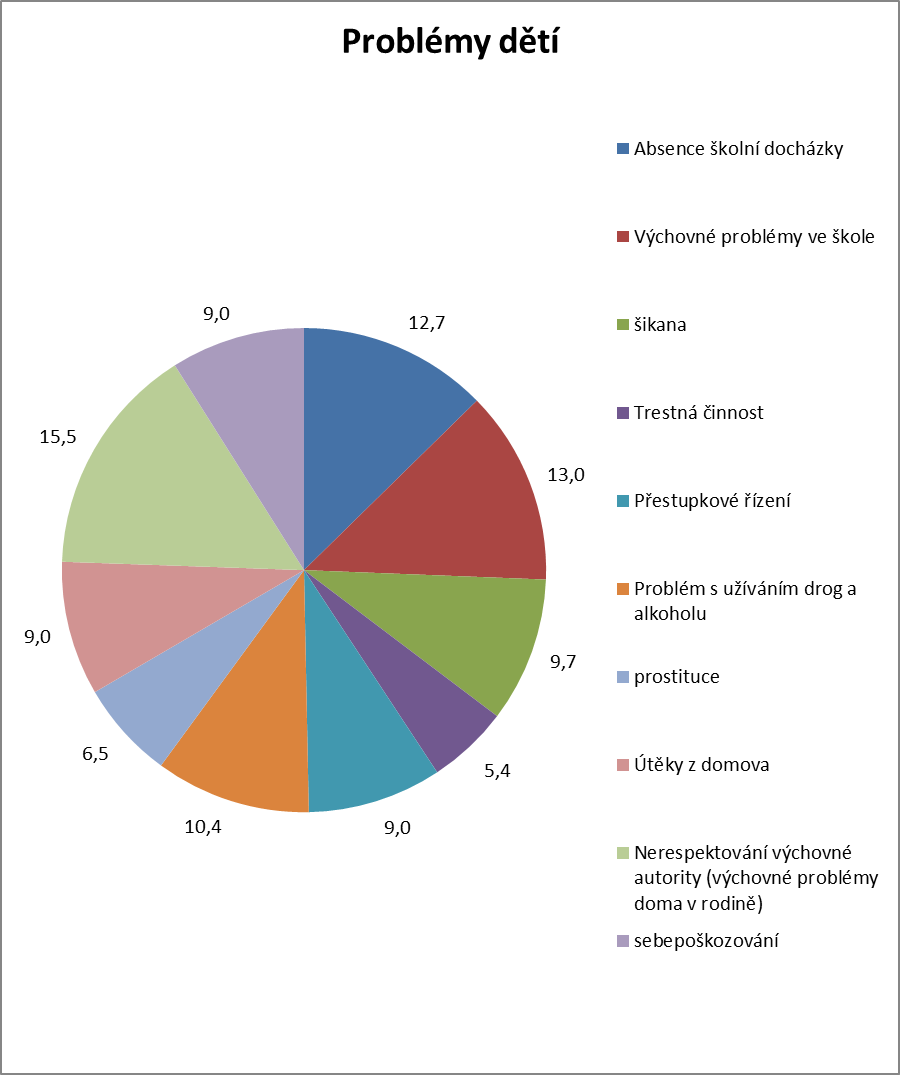 Problémy dětí
Absence školní docházky
Výchovné problémy ve škole
šikana
Trestná činnost
Přestupkové řízení
Problém s užíváním drog a
alkoholu
prostituce
Útěky z domova
Nerespektování výchovné
autority (výchovné problémy
doma v rodině)
sebepoškozování
12,7
13,0
9,7
5,4
9,0
10,4
6,5
9,0
15,5
9,0